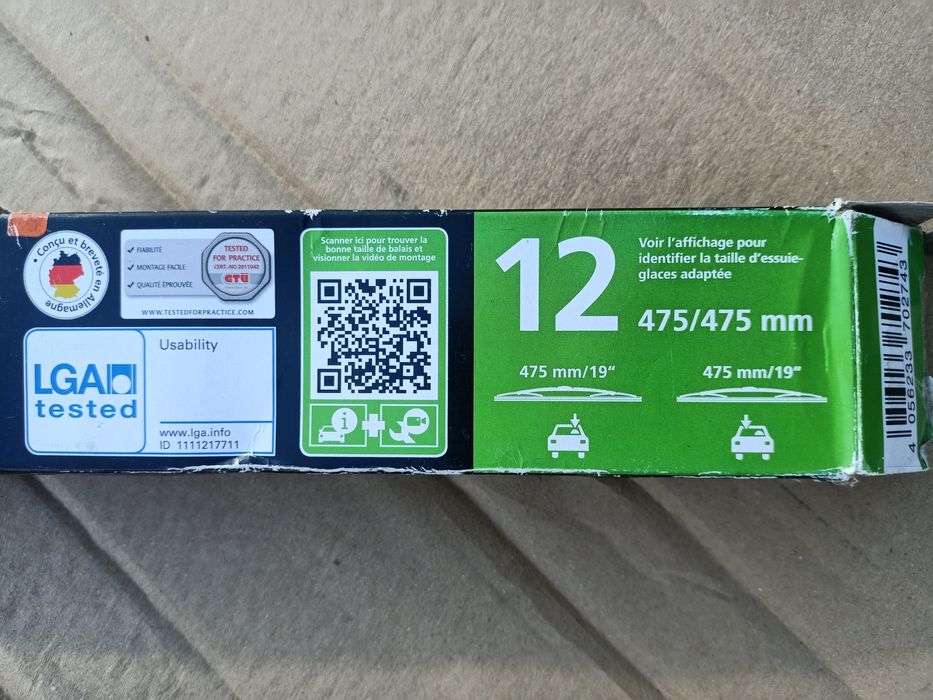 • Conçu et breveté
en Allemagne
FIABILITÉ
MONTAGE FACILE
QUALITÉ ÉPROUVÉE
TESTED
FOR PRACTICE
CERT.-NO 2011042
GTÜ
WWW.TESTEDFORPRACTICE.COM
LGA
tested
Usability
www.lga.info
ID 1111217711
Scanner ici pour trouver la
bonne taille de balais et
visionner la vidéo de montage
12
Voir l'affichage pour
identifier la taille d'essuie-
glaces adaptée
475/475 mm
475 mm/19“
475 mm/19“
4 056233 702743